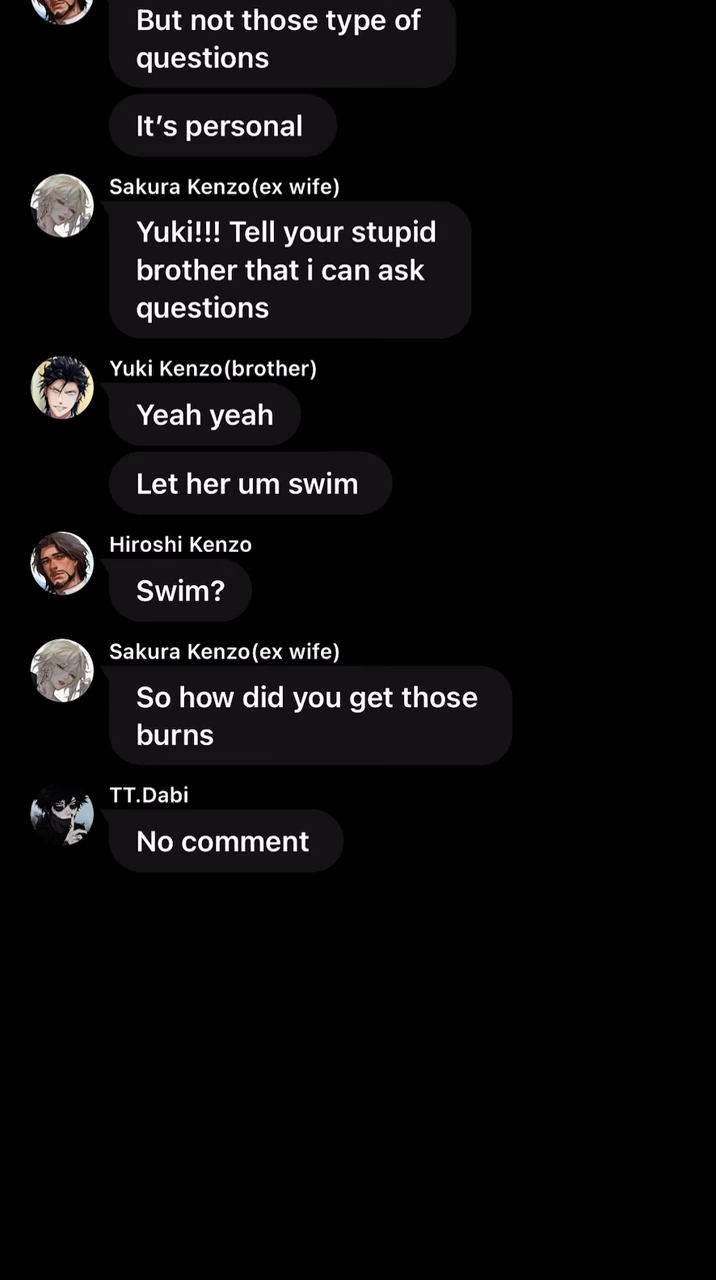 But not those type of
questions
It’s personal
Sakura Kenzo(ex wife)
Yuki!!! Tell your stupid
brother that i can ask
questions
Yuki Kenzo(brother)
Yeah yeah
Let her um swim
Hiroshi Kenzo
Swim?
Sakura Kenzo(ex wife)
So how did you get those
burns
TT.Dabi
No comment